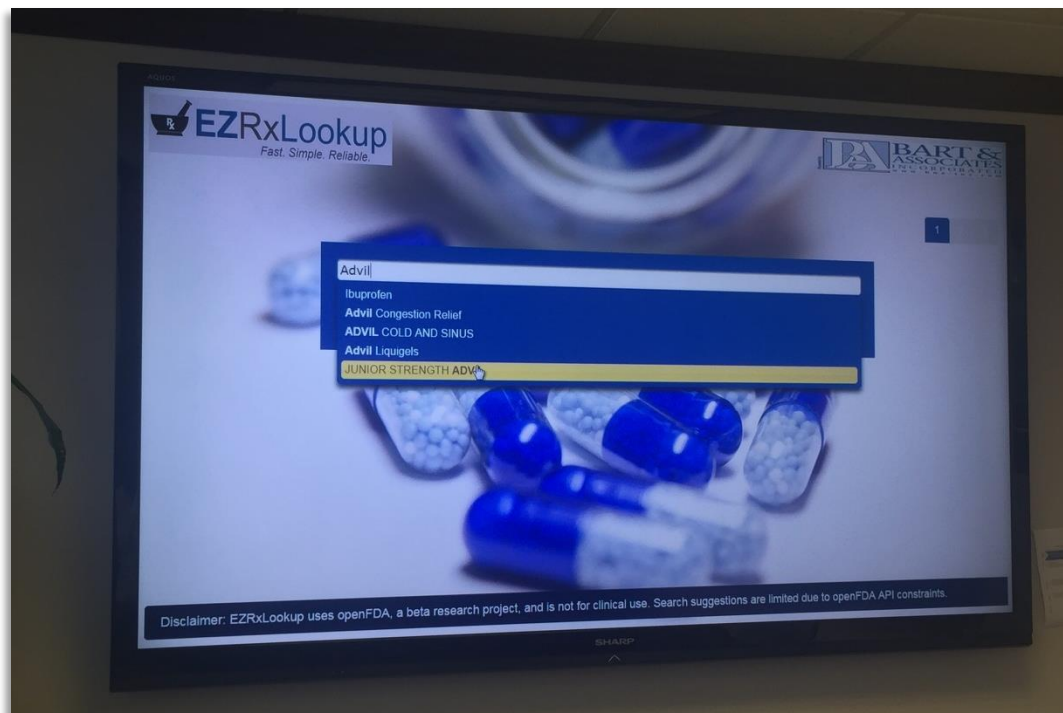 AQUOS
Rx
EZRxLookup
Fast. Simple. Reliable.
BART &
ASSOCIATES
INCORPORATED
1
Advil
Ibuprofen
Advil Congestion Relief
ADVIL COLD AND SINUS
Advil Liquigels
JUNIOR STRENGTH ADV
Disclaimer: EZRxLookup uses openFDA, a beta research project, and is not for clinical use. Search suggestions are limited due to openFDA API constraints.
SHARP